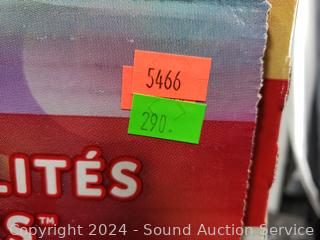 5466
290.
LITÉS
S™
Copyright 2024 - Sound Auction Service